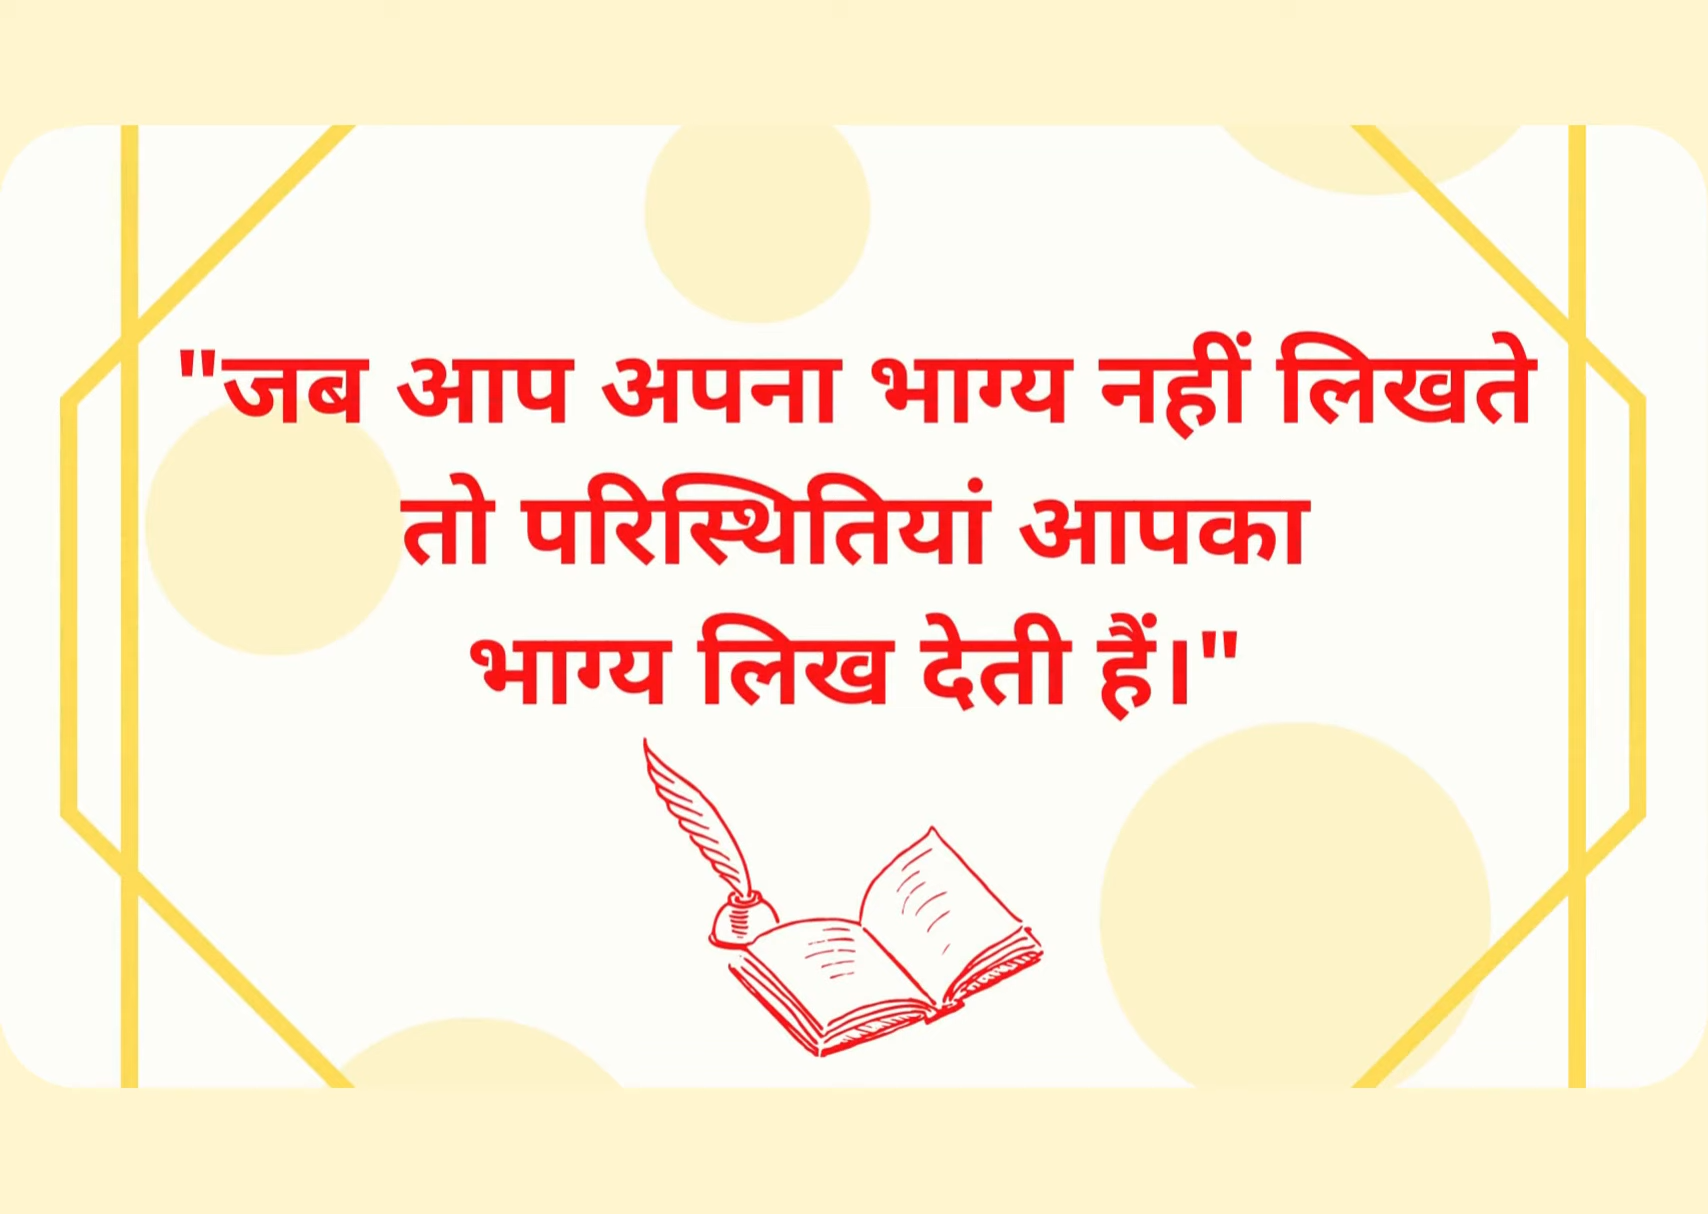 "जब आप अपना भाग्य नहीं लिखते
तो परिस्थितियां आपका
भाग्य लिख देती हैं।"